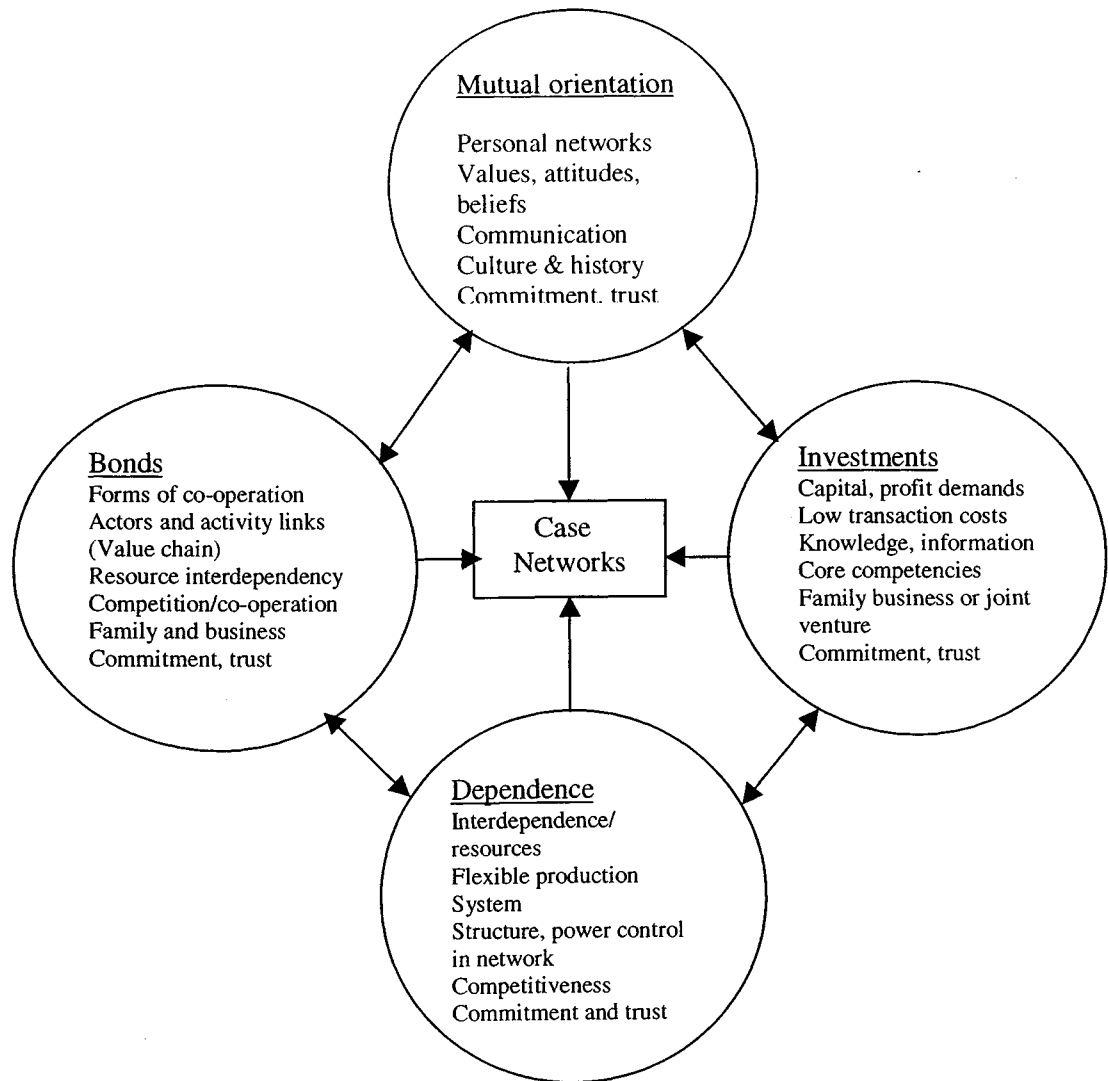 Mutual orientation
Personal networks
Values, attitudes,
beliefs
Communication
Culture & history
Commitment, trust
Bonds
Forms of co-operation
Actors and activity links
(Value chain)
Resource interdependency
Competition/co-operation
Family and business
Commitment, trust
Case
Networks
Investments
Capital, profit demands
Low transaction costs
Knowledge, information
Core competencies
Family business or joint
venture
Commitment, trust
Dependence
Interdependence/
resources
Flexible production
System
Structure, power control
in network
Competitiveness
Commitment and trust